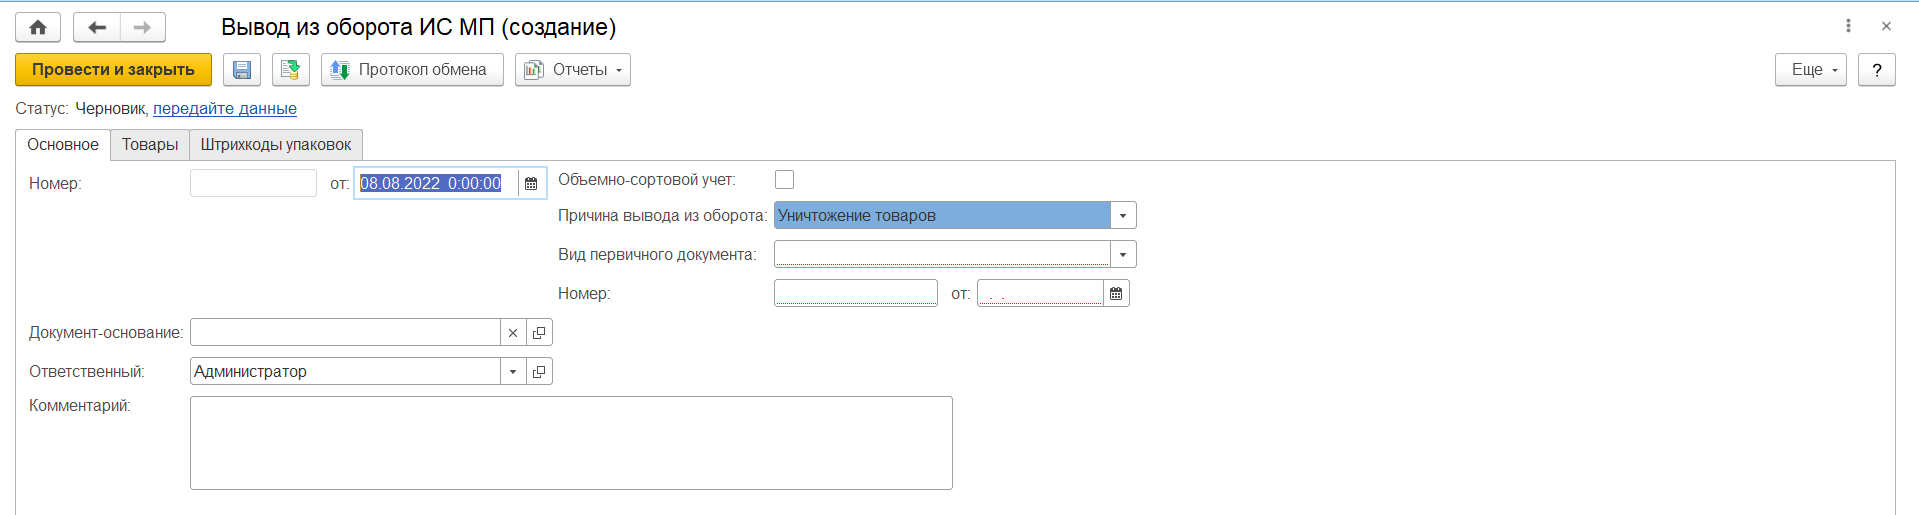 Вывод из оборота ИС МП (создание)
Провести и закрыть Протокол обмена Отчеты Еще ?
Статус: Черновик, передайте данные
Основное Товары Штрихкоды упаковок
Номер: от: 08.08.2022 0:00:00 Объемно-сортовой учет:
Причина вывода из оборота: Уничтожение товаров
Вид первичного документа:
Номер: от: . .
Документ-основание:
Ответственный: Администратор
Комментарий: